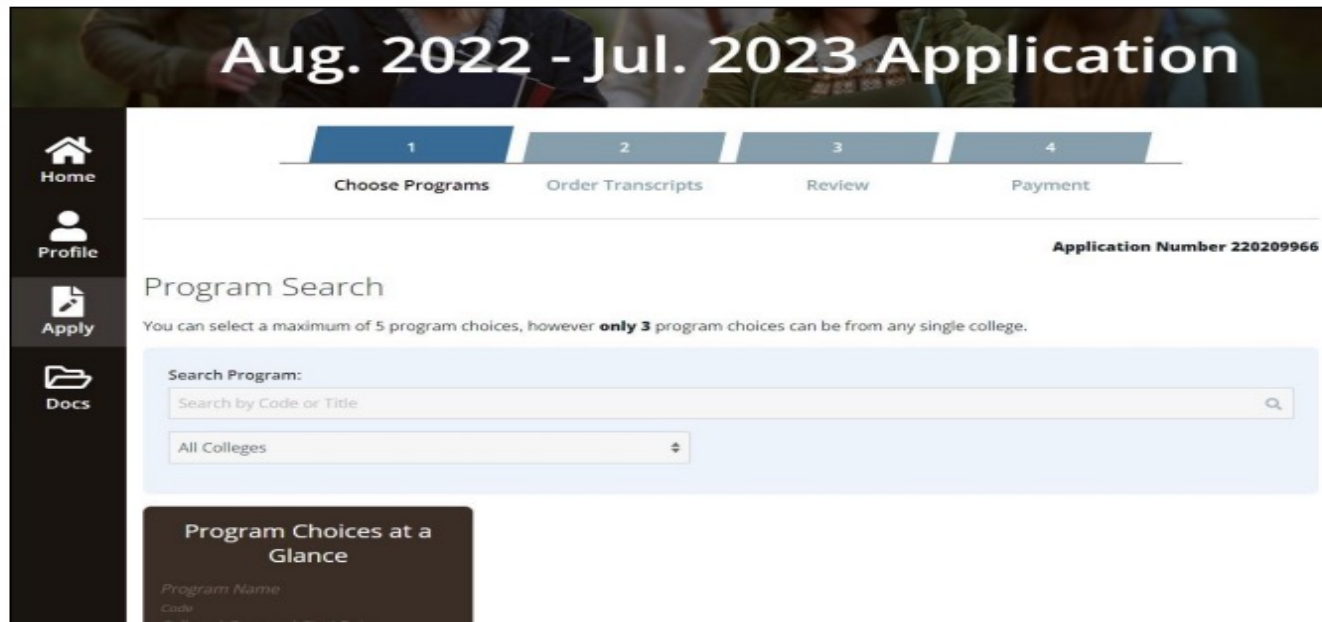 Aug. 2022 - Jul. 2023 Application
Home
Profile
Apply
Docs
1
2
3
4
Choose Programs
Order Transcripts
Review
Payment
Application Number 220209966
Program Search
You can select a maximum of 5 program choices, however only 3 program choices can be from any single college.
Search Program:
Search by Code or Title
All Colleges
Program Choices at a
Glance
Program Name
Code